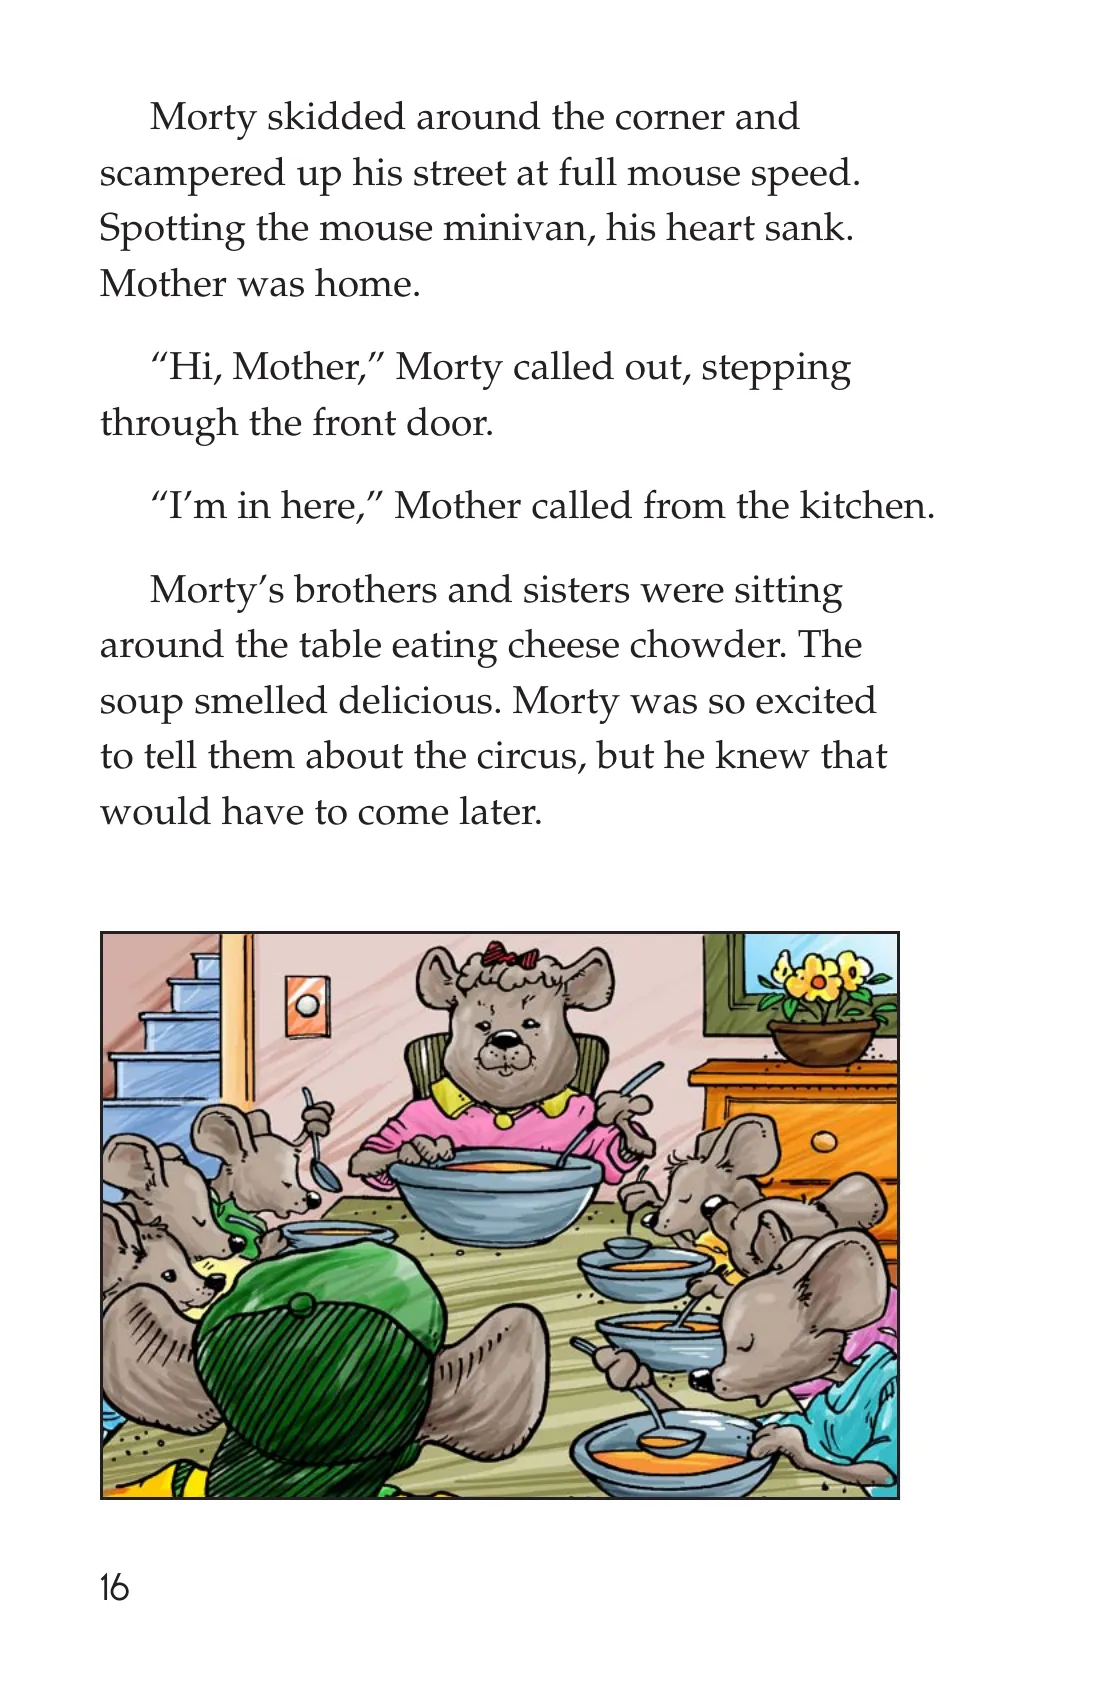 Morty skidded around the corner and
scampered up his street at full mouse speed.
Spotting the mouse minivan, his heart sank.
Mother was home.
“Hi, Mother,” Morty called out, stepping
through the front door.
“I’m in here,” Mother called from the kitchen.
Morty’s brothers and sisters were sitting
around the table eating cheese chowder. The
soup smelled delicious. Morty was so excited
to tell them about the circus, but he knew that
would have to come later.
16